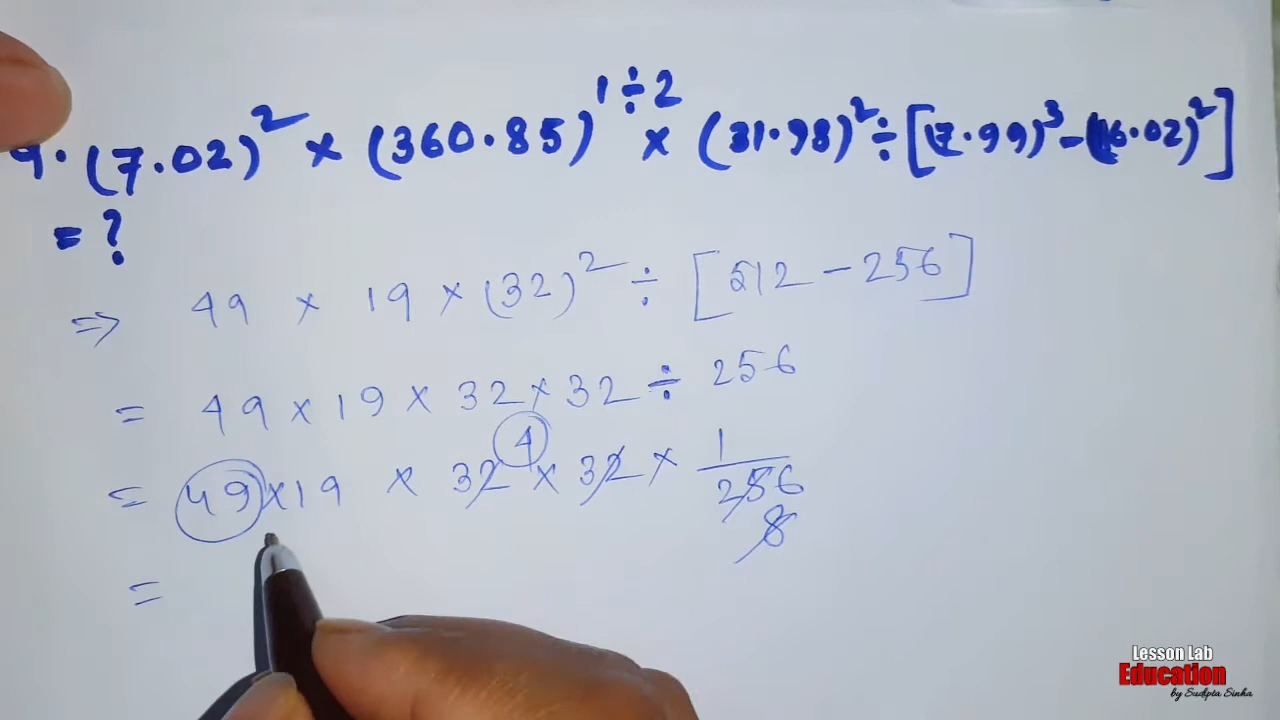 9. (7.02)² × (360.85)^1÷2 × (31.98)² ÷ [(7.99)³ - (16.02)²]
= ?
⇒ 49 × 19 × (32)² ÷ [512 - 256]
= 49 × 19 × 32 × 32 ÷ 256
= 49 × 19 × 32 4 × 32 × 1/256 8
=
Lesson Lab
Education
by Sudipta Sinha